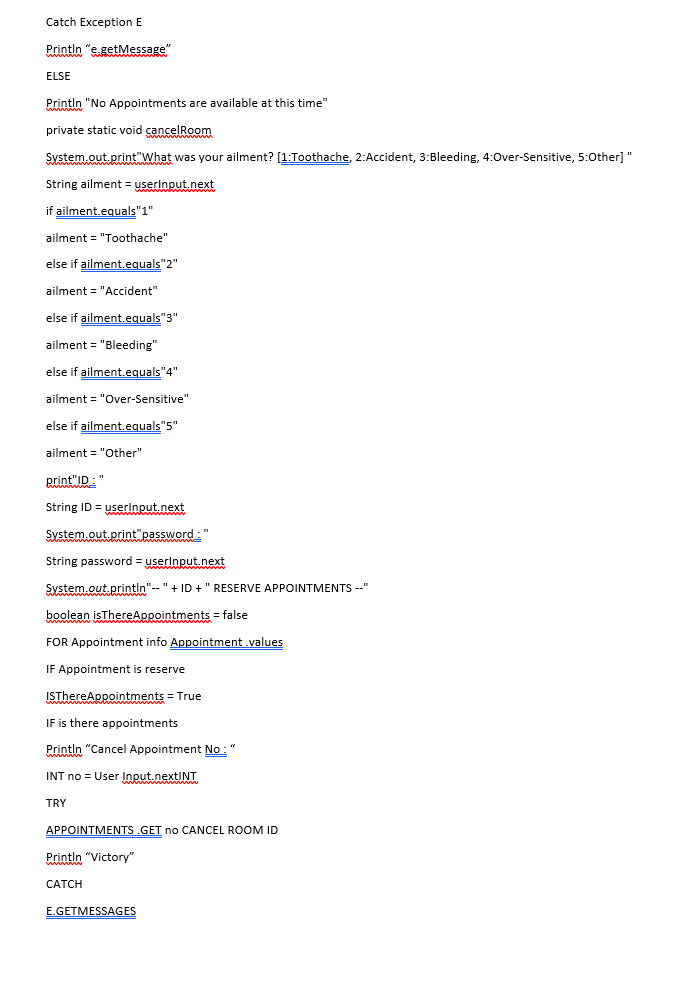 Catch Exception E
Println “e.getMessage”
ELSE
Println "No Appointments are available at this time"
private static void cancelRoom
System.out.print"What was your ailment? [1:Toothache, 2:Accident, 3:Bleeding, 4:Over-Sensitive, 5:Other] "
String ailment = userInput.next
if ailment.equals"1"
ailment = "Toothache"
else if ailment.equals"2"
ailment = "Accident"
else if ailment.equals"3"
ailment = "Bleeding"
else if ailment.equals"4"
ailment = "Over-Sensitive"
else if ailment.equals"5"
ailment = "Other"
print"ID : "
String ID = userInput.next
System.out.print"password : "
String password = userInput.next
System.out.println"-- " + ID + " RESERVE APPOINTMENTS --"
boolean isThereAppointments = false
FOR Appointment info Appointment .values
IF Appointment is reserve
ISThereAppointments = True
IF is there appointments
Println “Cancel Appointment No : “
INT no = User Input.nextINT
TRY
APPOINTMENTS .GET no CANCEL ROOM ID
Println “Victory”
CATCH
E.GETMESSAGES